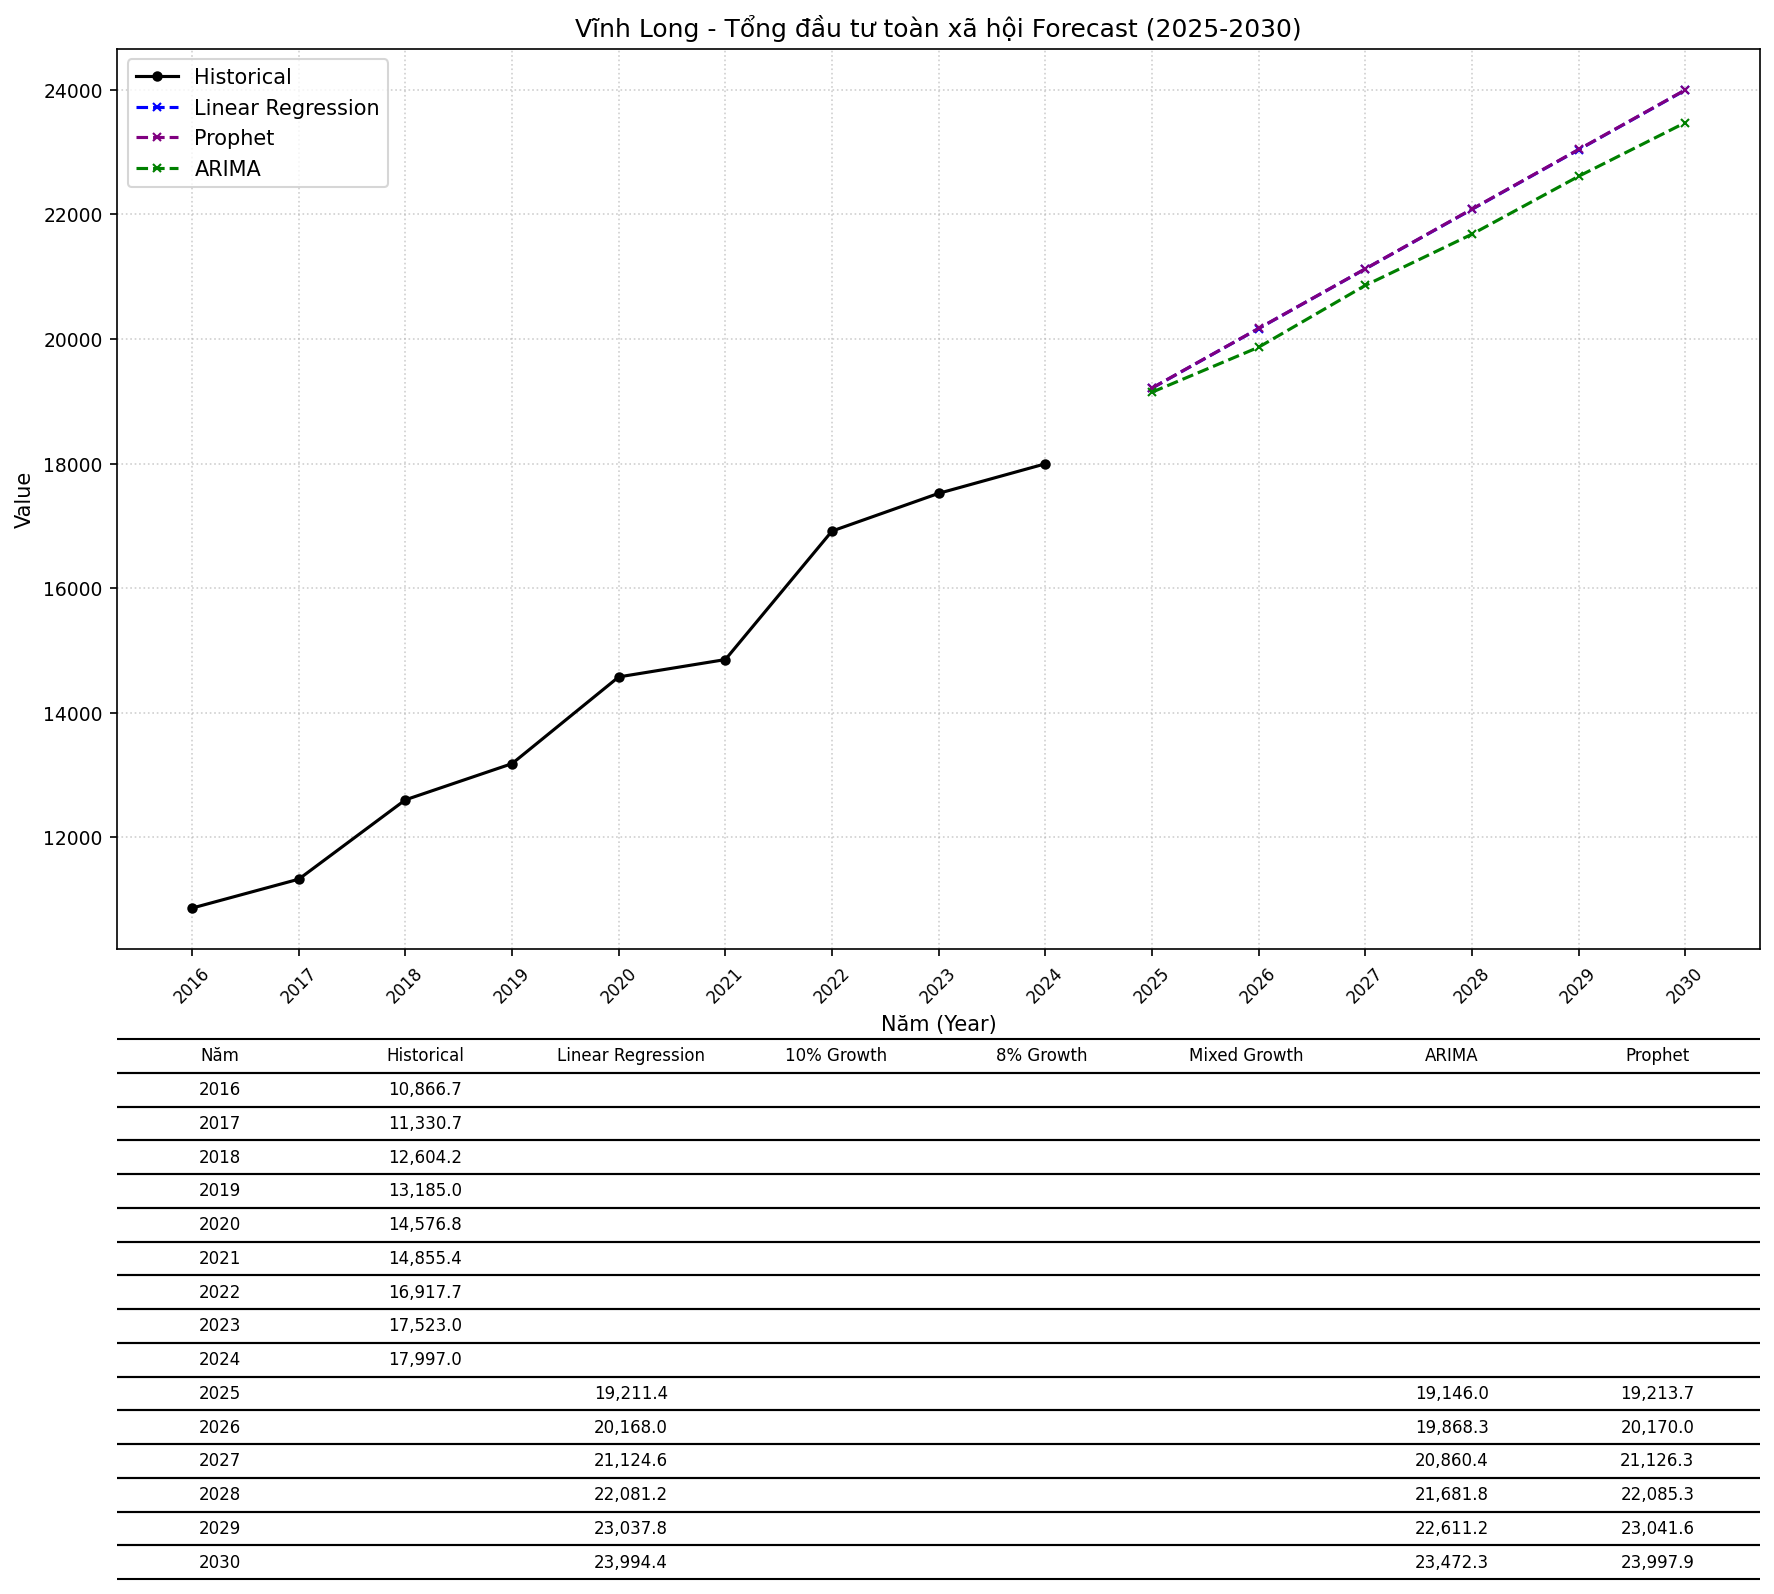 Vĩnh Long - Tổng đầu tư toàn xã hội Forecast (2025-2030)
Historical
Linear Regression
Prophet
ARIMA
24000
22000
20000
18000
16000
14000
12000
Value
2016 2017 2018 2019 2020 2021 2022 2023 2024 2025 2026 2027 2028 2029 2030
Năm (Year)
Năm Historical Linear Regression 10% Growth 8% Growth Mixed Growth ARIMA Prophet
2016 10,866.7
2017 11,330.7
2018 12,604.2
2019 13,185.0
2020 14,576.8
2021 14,855.4
2022 16,917.7
2023 17,523.0
2024 17,997.0
2025 19,211.4 19,146.0 19,213.7
2026 20,168.0 19,868.3 20,170.0
2027 21,124.6 20,860.4 21,126.3
2028 22,081.2 21,681.8 22,085.3
2029 23,037.8 22,611.2 23,041.6
2030 23,994.4 23,472.3 23,997.9